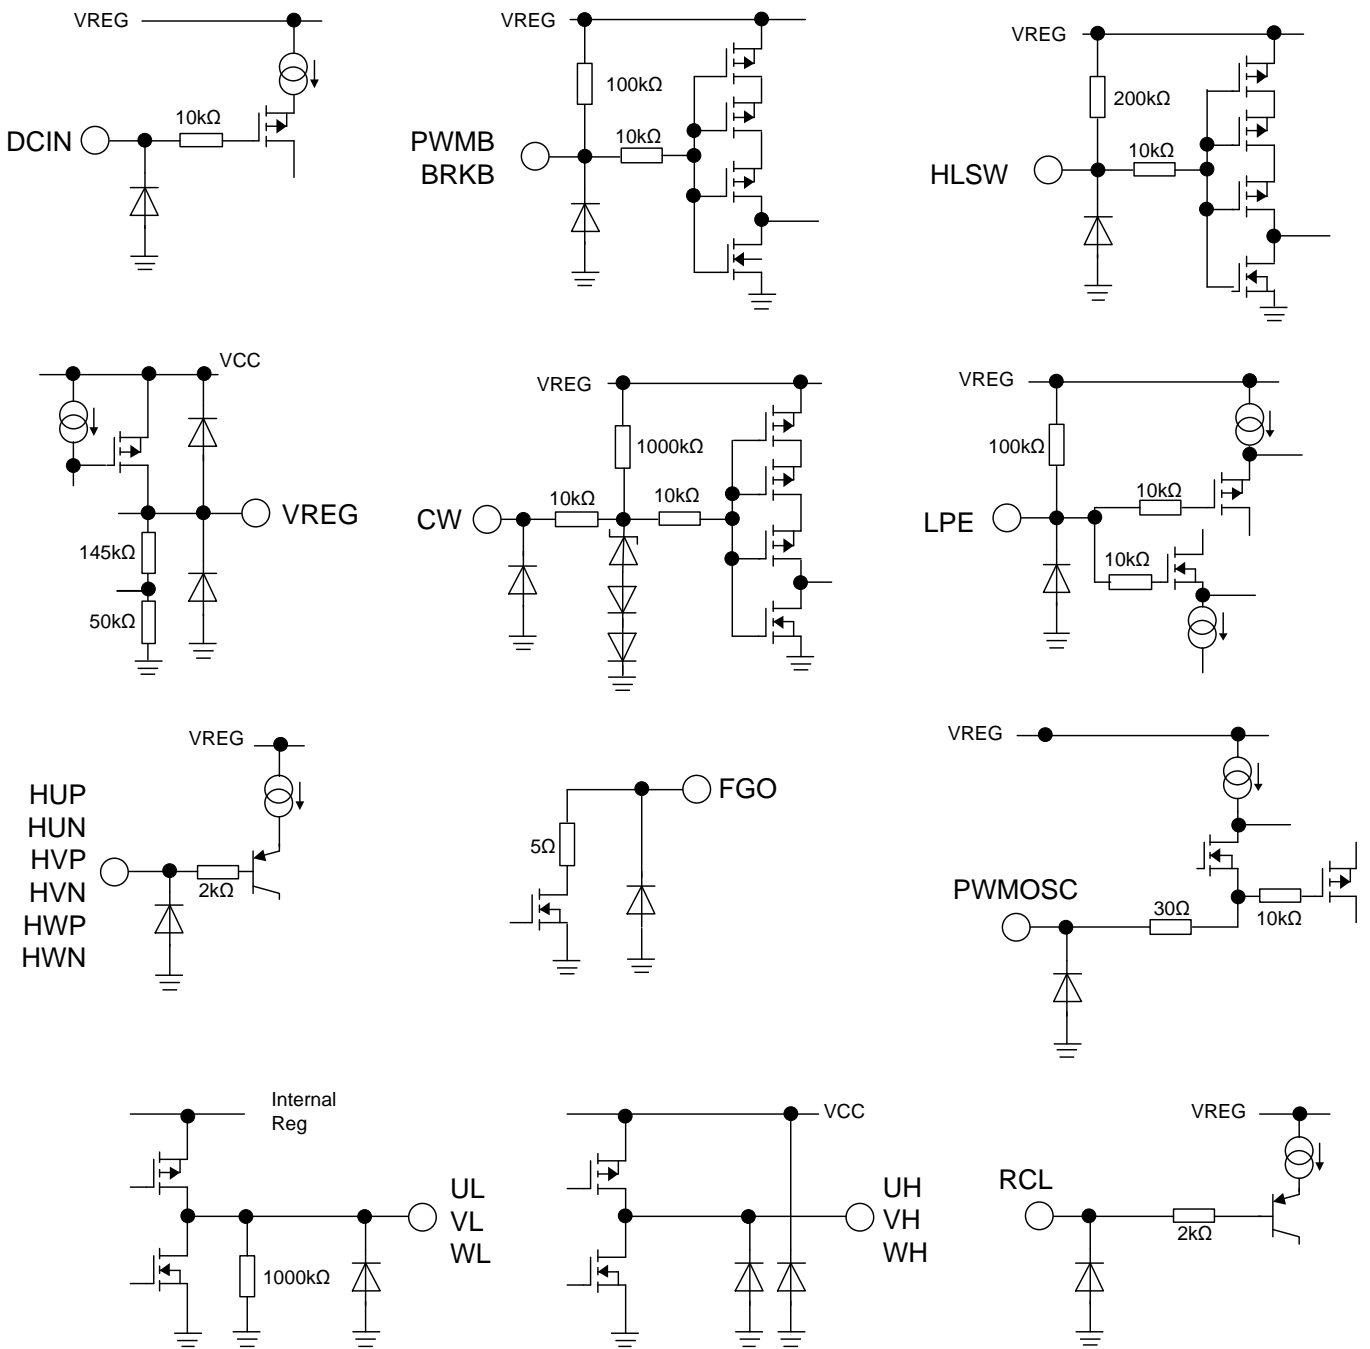 VREG
10kΩ
DCIN
VREG
100kΩ
10kΩ
PWMB
BRKB
VREG
200kΩ
10kΩ
HLSW
VCC
VREG
145kΩ
50kΩ
VREG
1000kΩ
10kΩ
10kΩ
CW
VREG
100kΩ
10kΩ
LPE
10kΩ
VREG
HUP
HUN
HVP
HVN
HWP
HWN
2kΩ
FGO
5Ω
VREG
PWMOSC
30Ω
10kΩ
Internal
Reg
UL
VL
WL
1000kΩ
VCC
UH
VH
WH
VREG
RCL
2kΩ